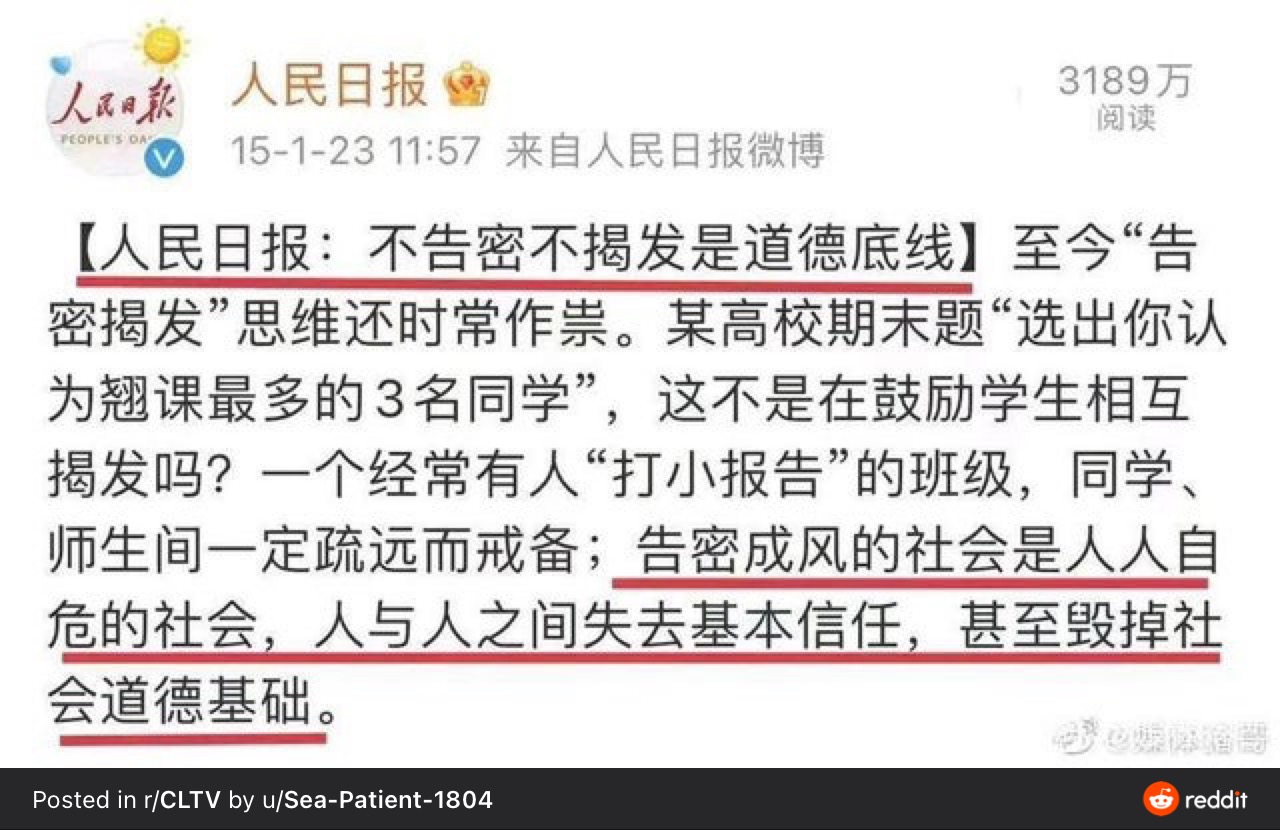 人民日报
人民日報
PEOPLE'S DA
3189万
阅读
15-1-23 11:57 来自人民日报微博
【人民日报：不告密不揭发是道德底线】至今“告
密揭发”思维还时常作祟。某高校期末题“选出你认
为翘课最多的3名同学”，这不是在鼓励学生相互
揭发吗？一个经常有人“打小报告”的班级，同学、
师生间一定疏远而戒备；告密成风的社会是人人自
危的社会，人与人之间失去基本信任，甚至毁掉社
会道德基础。
Posted in r/CLTV by u/Sea-Patient-1804
reddit